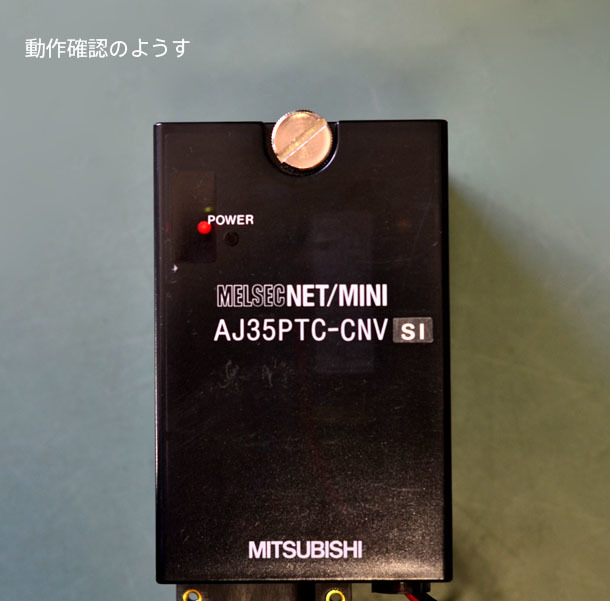 動作確認のようす
POWER
MELSECNET/MINI
AJ35PTC-CNV SI
MITSUBISHI